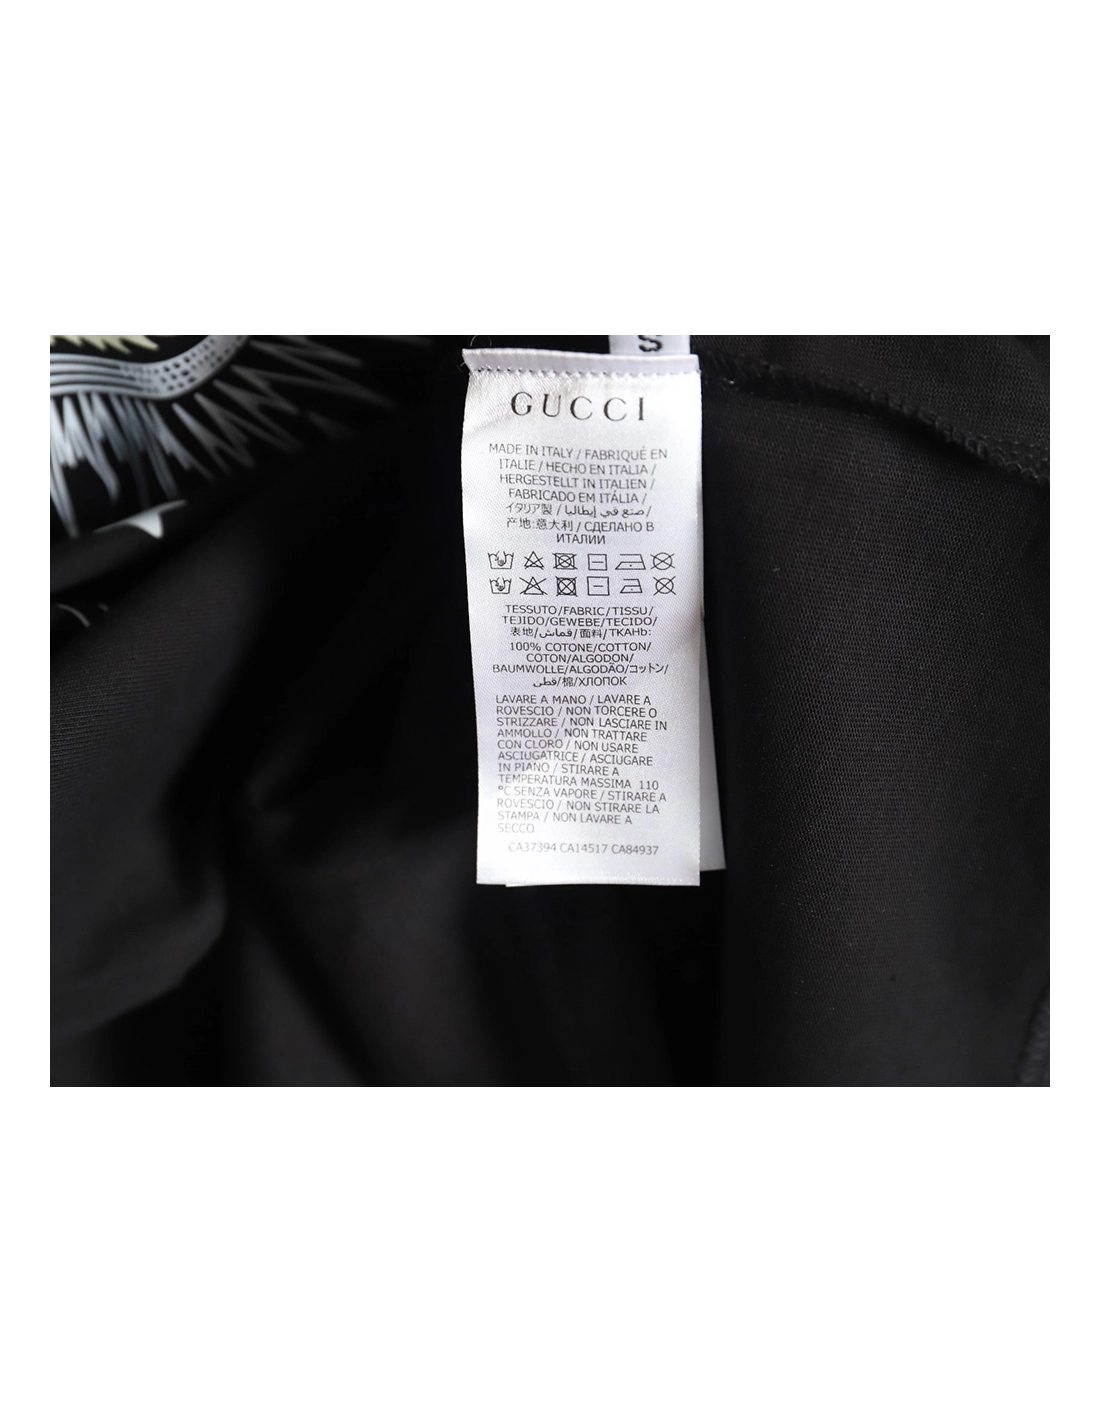 S
GUCCI
MADE IN ITALY / FABRIQUÉ EN
ITALIE / HECHO EN ITALIA /
HERGESTELLT IN ITALIEN /
FABRICADO EM ITÁLIA /
イタリア製 / صنع في إيطاليا/
产地:意大利 / СДЕЛАНО В
ИТАЛИИ
TESSUTO/FABRIC/TISSU/
TEJIDO/GEWEBE/TECIDO/
表地/قماش/面料/TKAHb:
100% COTONE/COTTON/
COTON/ALGODON/
BAUMWOLLE/ALGODÃO/コットン/
قطن/棉/ХЛОПОК
LAVARE A MANO / LAVARE A
ROVESCIO / NON TORCERE O
STRIZZARE / NON LASCIARE IN
AMMOLLO / NON TRATTARE
CON CLORO / NON USARE
ASCIUGATRICE / ASCIUGARE
IN PIANO / STIRARE A
TEMPERATURA MASSIMA 110
°C SENZA VAPORE / STIRARE A
ROVESCIO / NON STIRARE LA
STAMPA / NON LAVARE A
SECCO
CA37394 CA14517 CA84937